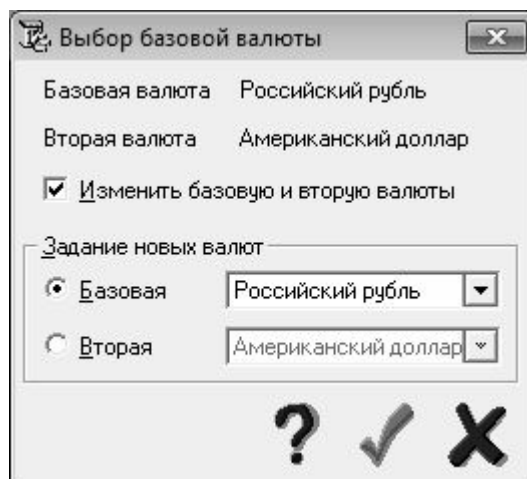 Выбор базовой валюты
Базовая валюта Российский рубль
Вторая валюта Американский доллар
Изменить базовую и вторую валюты
Задание новых валют
Базовая Российский рубль
Вторая Американский доллар